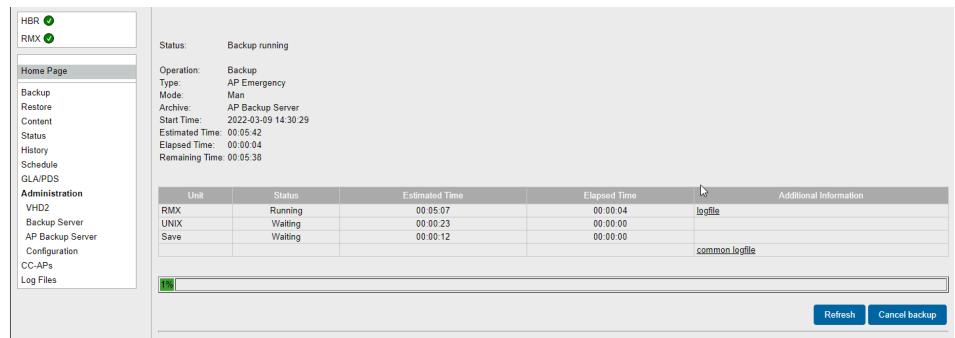 HBR
RMX
Home Page
Backup
Restore
Content
Status
History
Schedule
GLA/PDS
Administration
VHD2
Backup Server
AP Backup Server
Configuration
CC-APs
Log Files
Status: Backup running
Operation: Backup
Type: AP Emergency
Mode: Man
Archive: AP Backup Server
Start Time: 2022-03-09 14:30:29
Estimated Time: 00:05:42
Elapsed Time: 00:00:04
Remaining Time: 00:05:38
Unit Status Estimated Time Elapsed Time Additional Information
RMX Running 00:05:07 00:00:04 logfile
UNIX Waiting 00:00:23 00:00:00
Save Waiting 00:00:12 00:00:00
common logfile
1%
Refresh Cancel backup